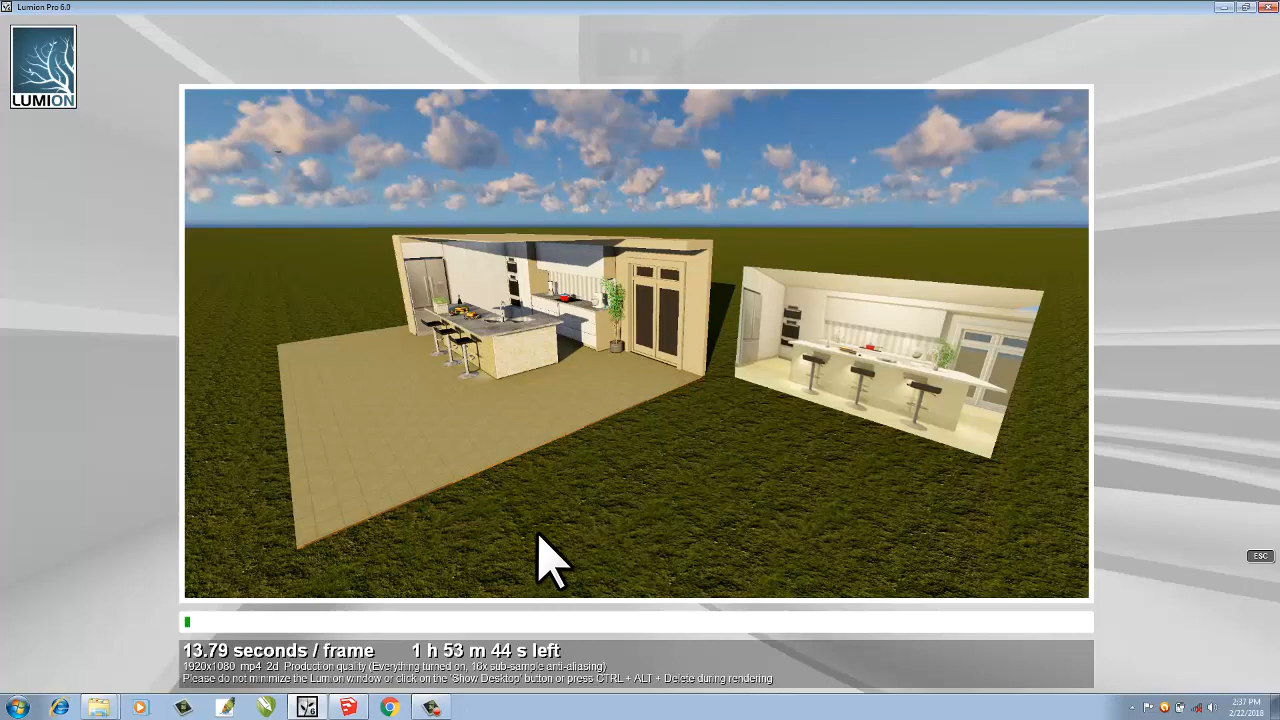 Lumion Pro 6.0
LUMION
ESC
13.79 seconds / frame 1 h 53 m 44 s left
1920x1080 mp4 2d Production quality (Everything turned on, 16x sub-sample anti-aliasing)
Please do not minimize the Lumion window or click on the 'Show Desktop' button or press CTRL + ALT + Delete during rendering
6
2:37 PM
2/22/2018